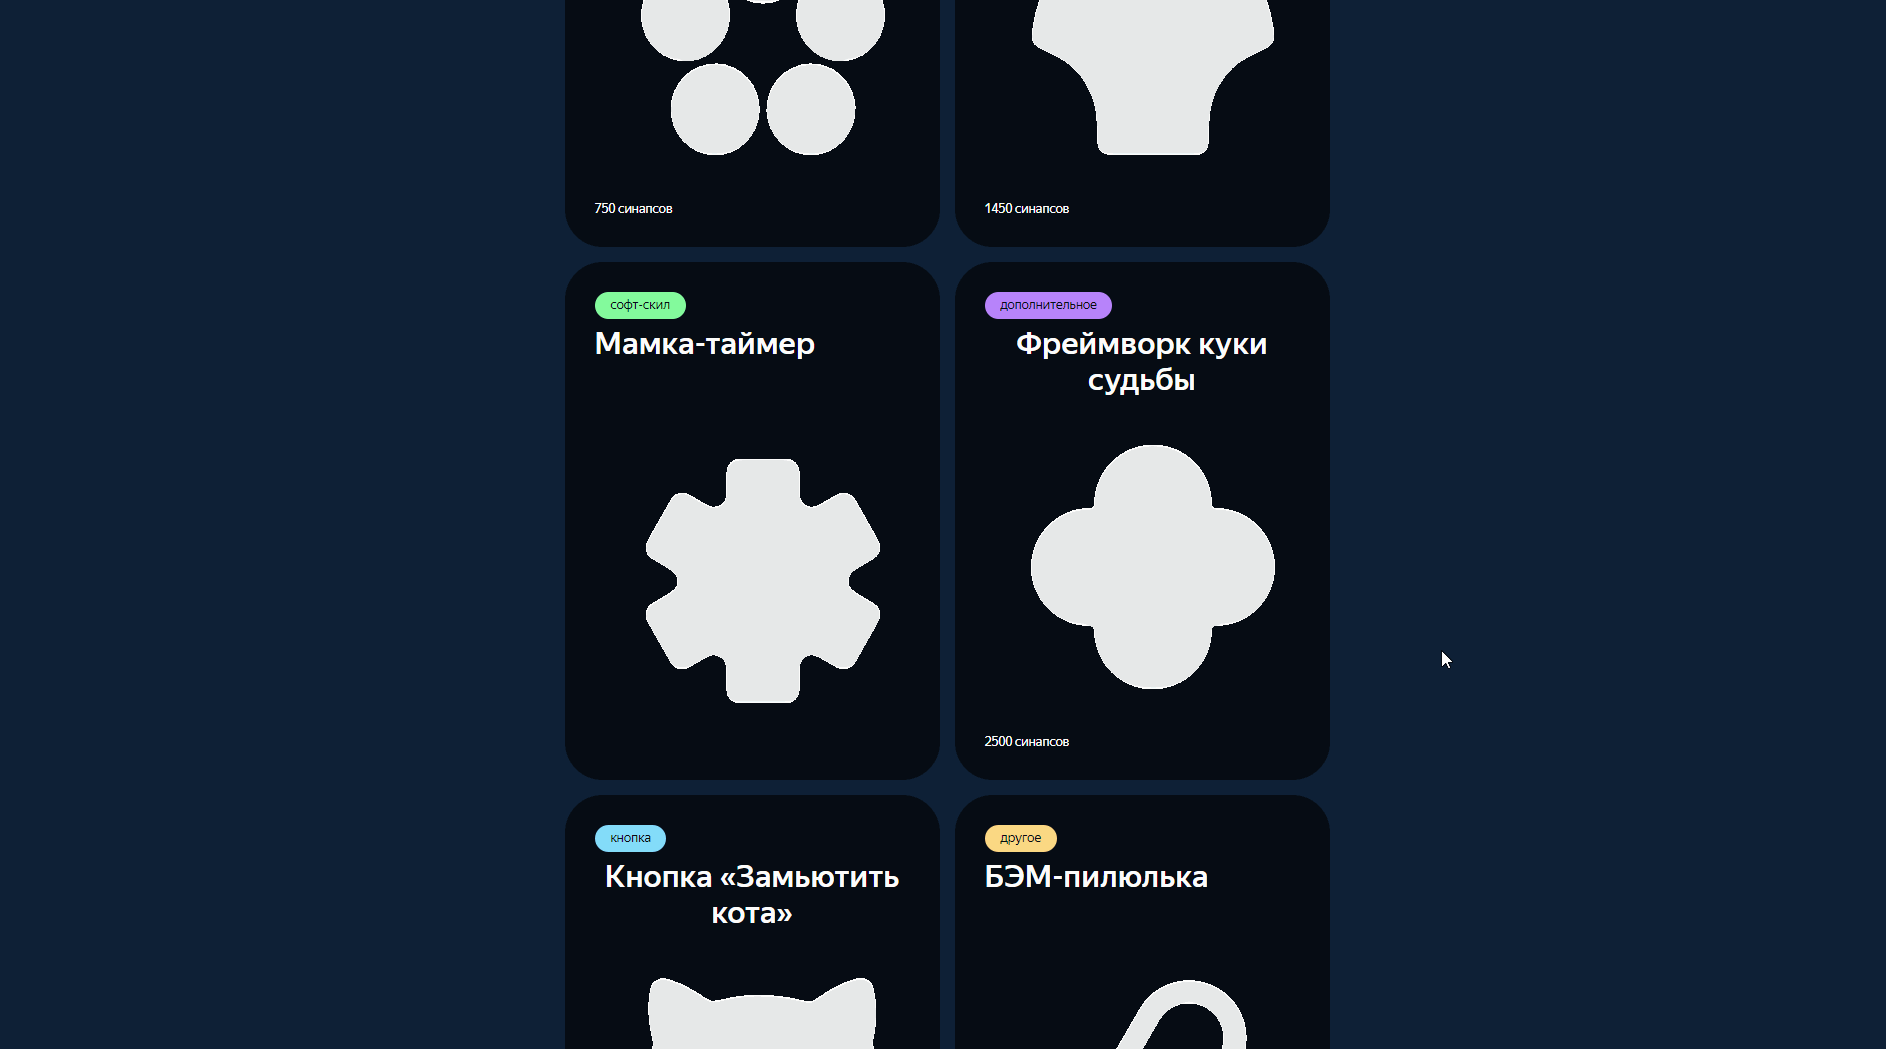 750 синапсов
1450 синапсов
софт-скил
Мамка-таймер
дополнительное
Фреймворк куки
судьбы
2500 синапсов
кнопка
Кнопка «Замьютить
кота»
другое
БЭМ-пилюлька